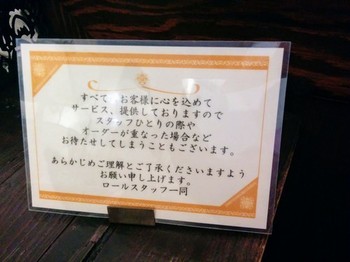 すべてのお客様に心を込めて
サービス、提供しておりますので
スタッフひとりの際や
オーダーが重なった場合など
お待たせしてしまうこともございます。
あらかじめご理解とご了承くださいますよう
お願い申し上げます。
ロールスタッフ一同